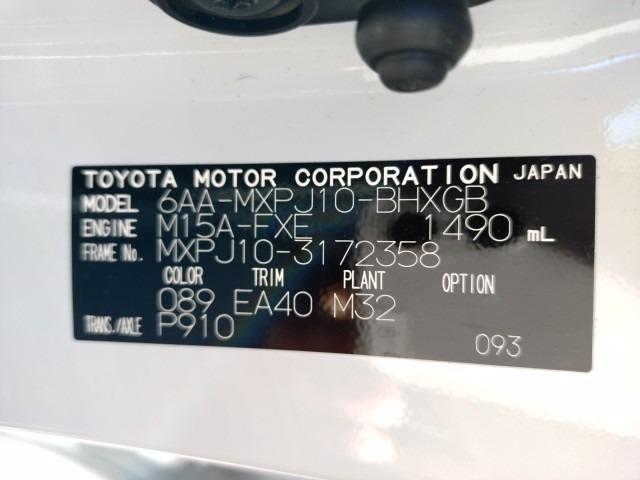 TOYOTA MOTOR CORPORATION JAPAN
MODEL 6AA-MXPJ10-BHXGB
ENGINE M15A-FXE 1490 mL
FRAME No. MXPJ10-3172358
COLOR TRIM PLANT OPTION
089 EA40 M32
TRANS./AXLE P910
093